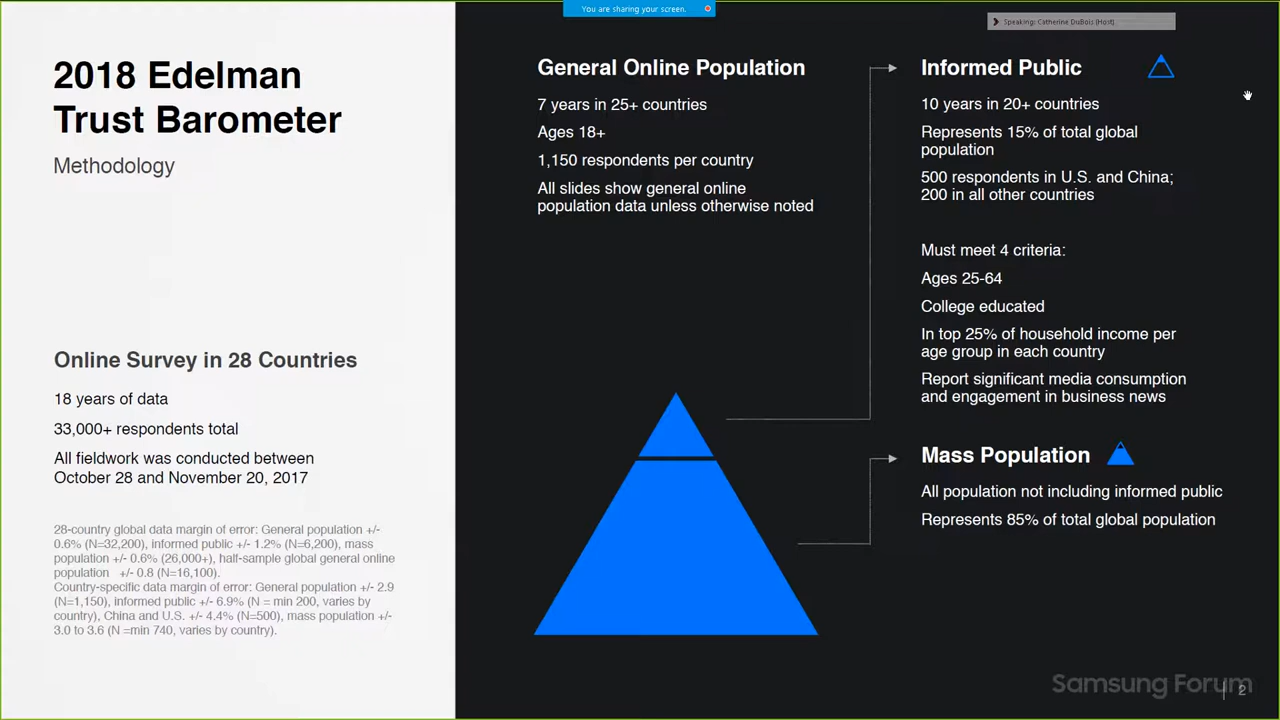 You are sharing your screen.
Speaking: Catherine DuBois (Host)
2018 Edelman
Trust Barometer
Methodology
Online Survey in 28 Countries
18 years of data
33,000+ respondents total
All fieldwork was conducted between
October 28 and November 20, 2017
28-country global data margin of error: General population +/-
0.6% (N=32,200), informed public +/- 1.2% (N=6,200), mass
population +/- 0.6% (26,000+), half-sample global general online
population +/- 0.8 (N=16,100).
Country-specific data margin of error: General population +/- 2.9
(N=1,150), informed public +/- 6.9% (N = min 200, varies by
country), China and U.S. +/- 4.4% (N=500), mass population +/-
3.0 to 3.6 (N =min 740, varies by country).
General Online Population
7 years in 25+ countries
Ages 18+
1,150 respondents per country
All slides show general online
population data unless otherwise noted
Informed Public
10 years in 20+ countries
Represents 15% of total global
population
500 respondents in U.S. and China;
200 in all other countries
Must meet 4 criteria:
Ages 25-64
College educated
In top 25% of household income per
age group in each country
Report significant media consumption
and engagement in business news
Mass Population
All population not including informed public
Represents 85% of total global population
Samsung Forum
2